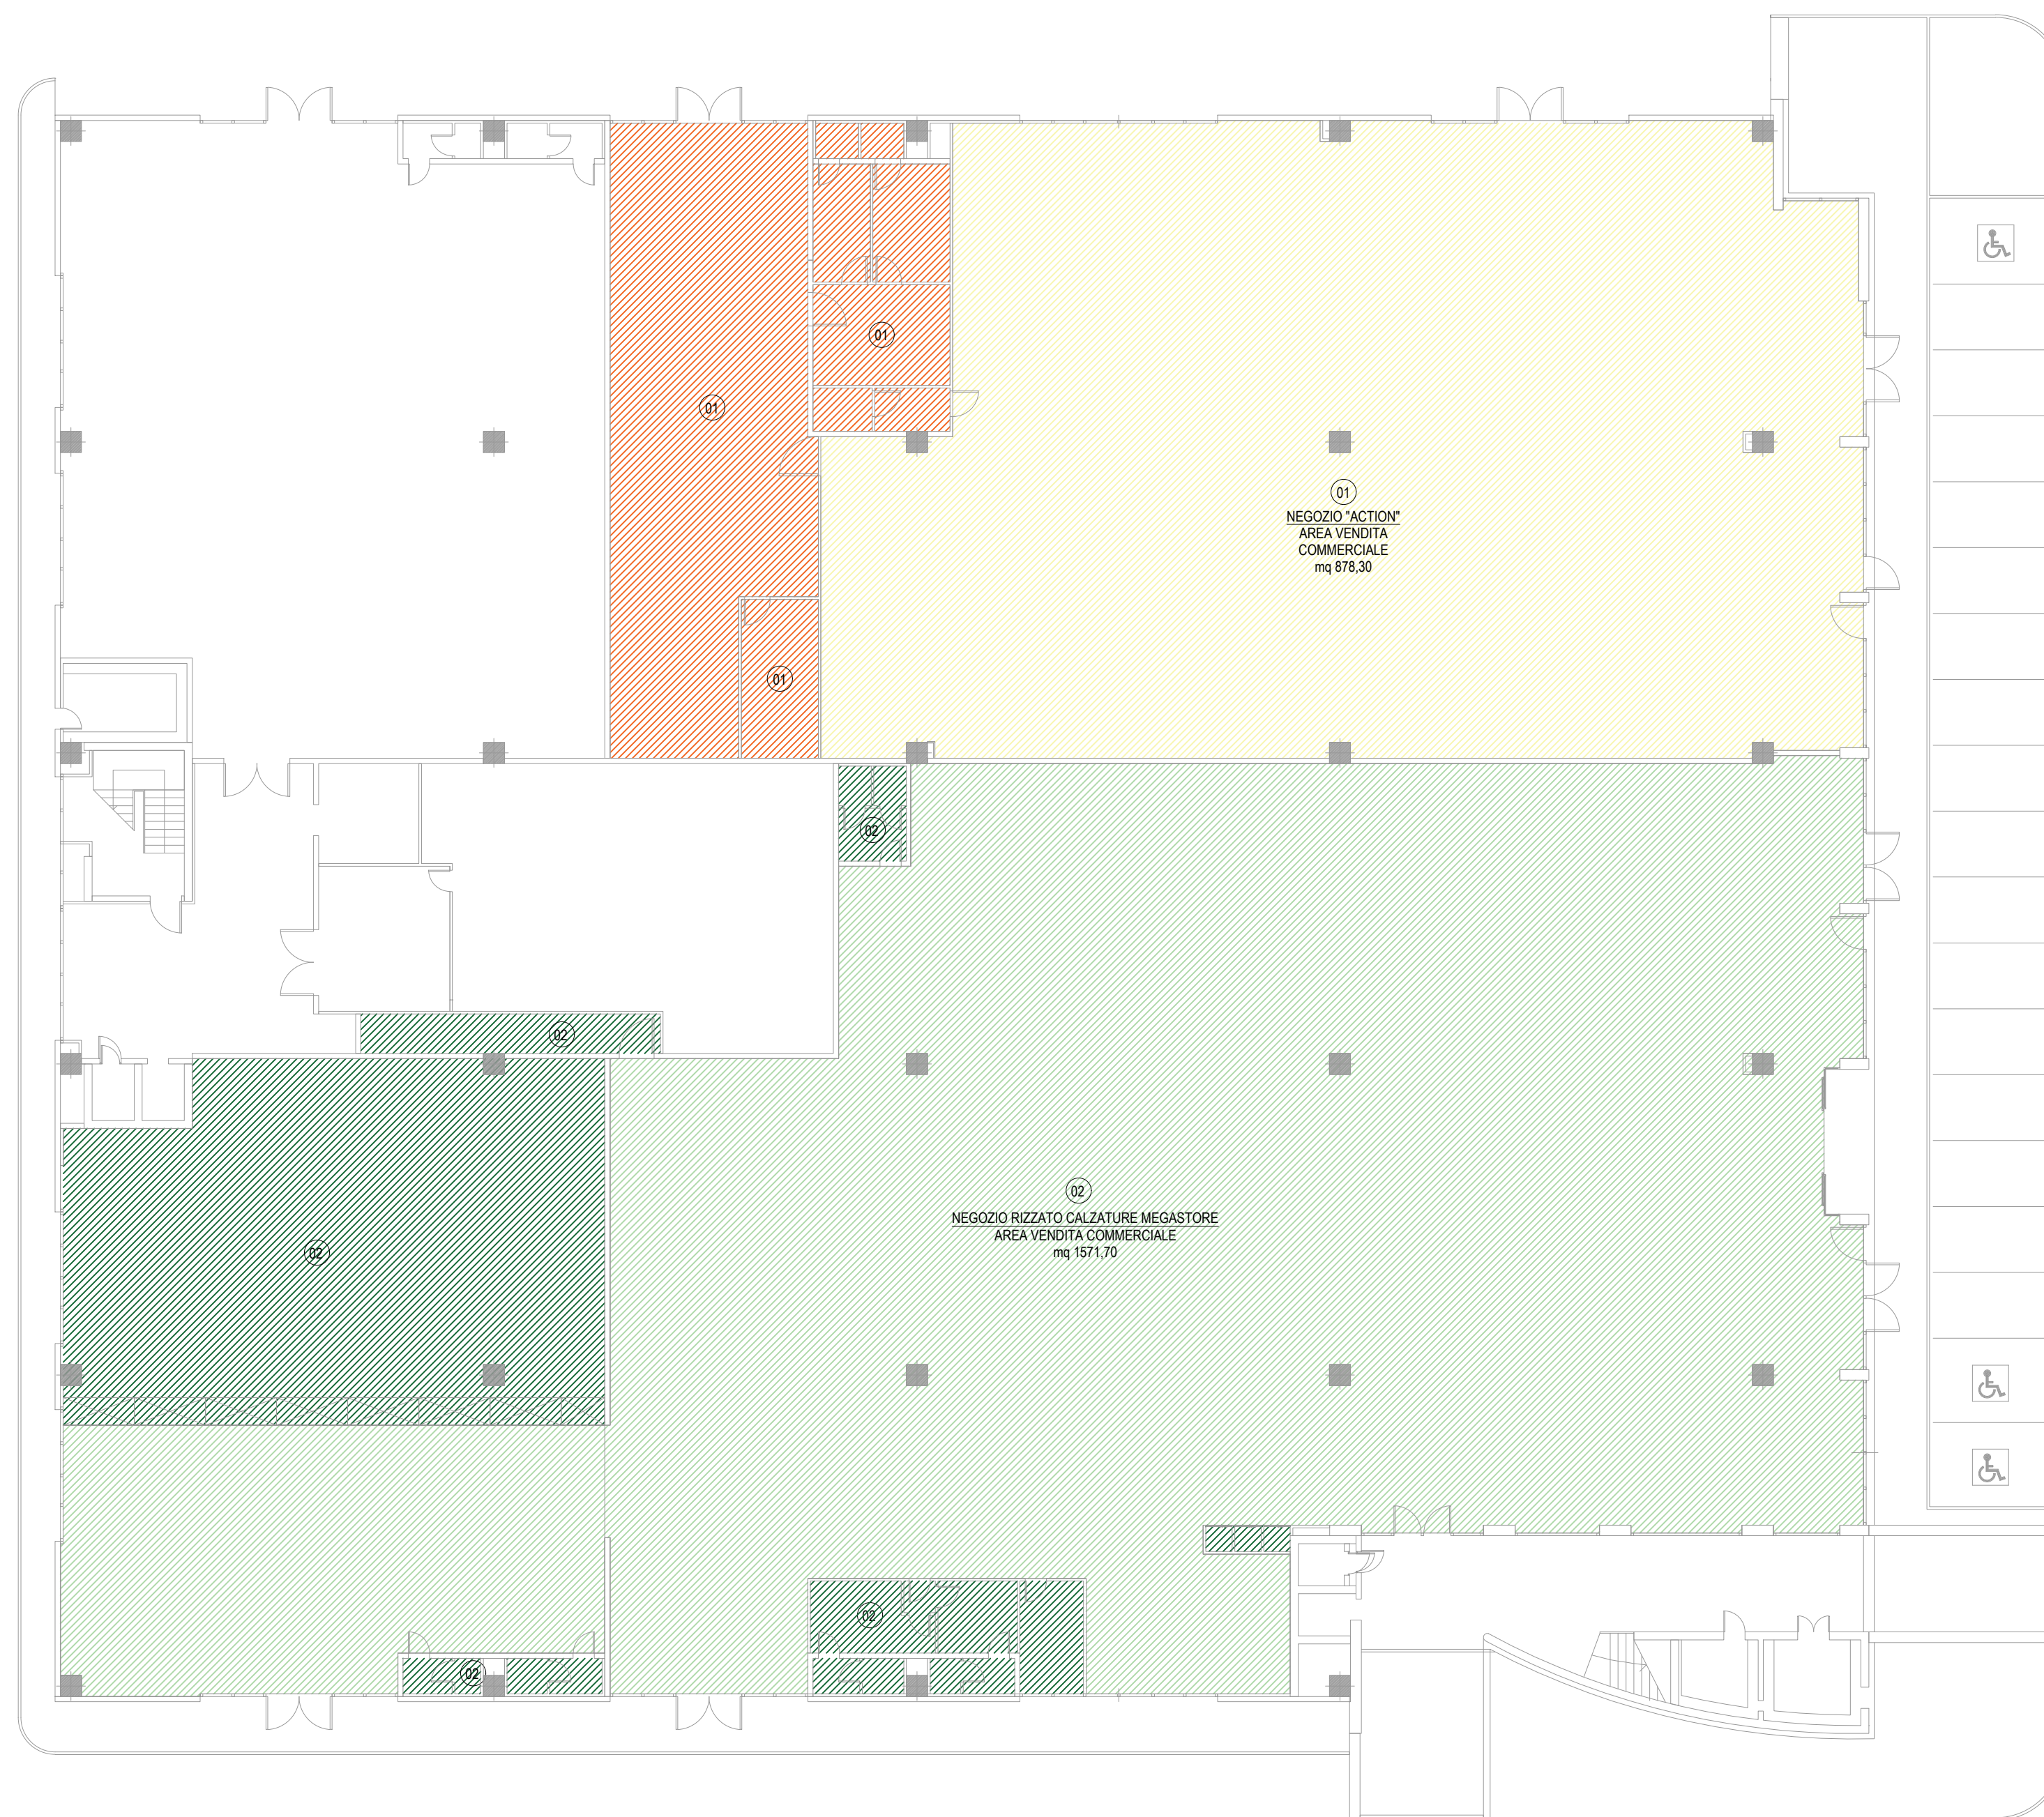 01
01
01
NEGOZIO "ACTION"
AREA VENDITA
COMMERCIALE
mq 878,30
01
02
02
02
NEGOZIO RIZZATO CALZATURE MEGASTORE
AREA VENDITA COMMERCIALE
mq 1571,70
02
02
02